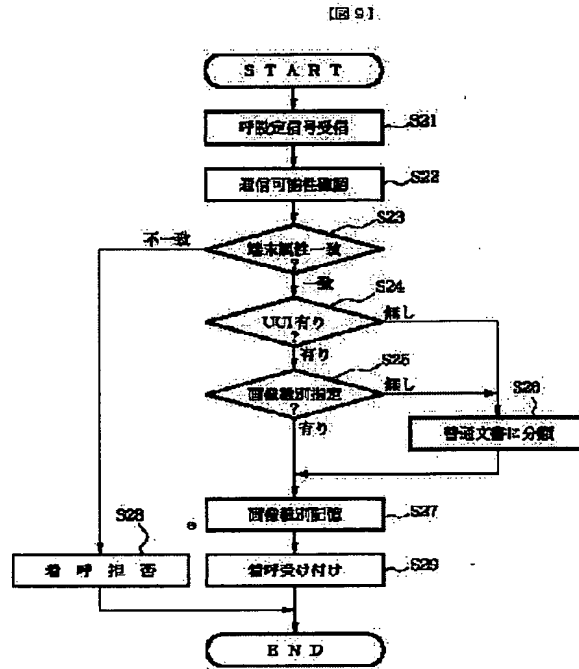 【図9】
START
呼設定信号受信
S21
通信可能性確認
S22
S23
不一致
端末属性一致
?
一致
S24
UUI有り
?
無し
有り
S25
画像種別指定
?
無し
有り
S26
普通文書に分類
画像種別記憶
S27
S28
着呼拒否
着呼受け付け
S29
END